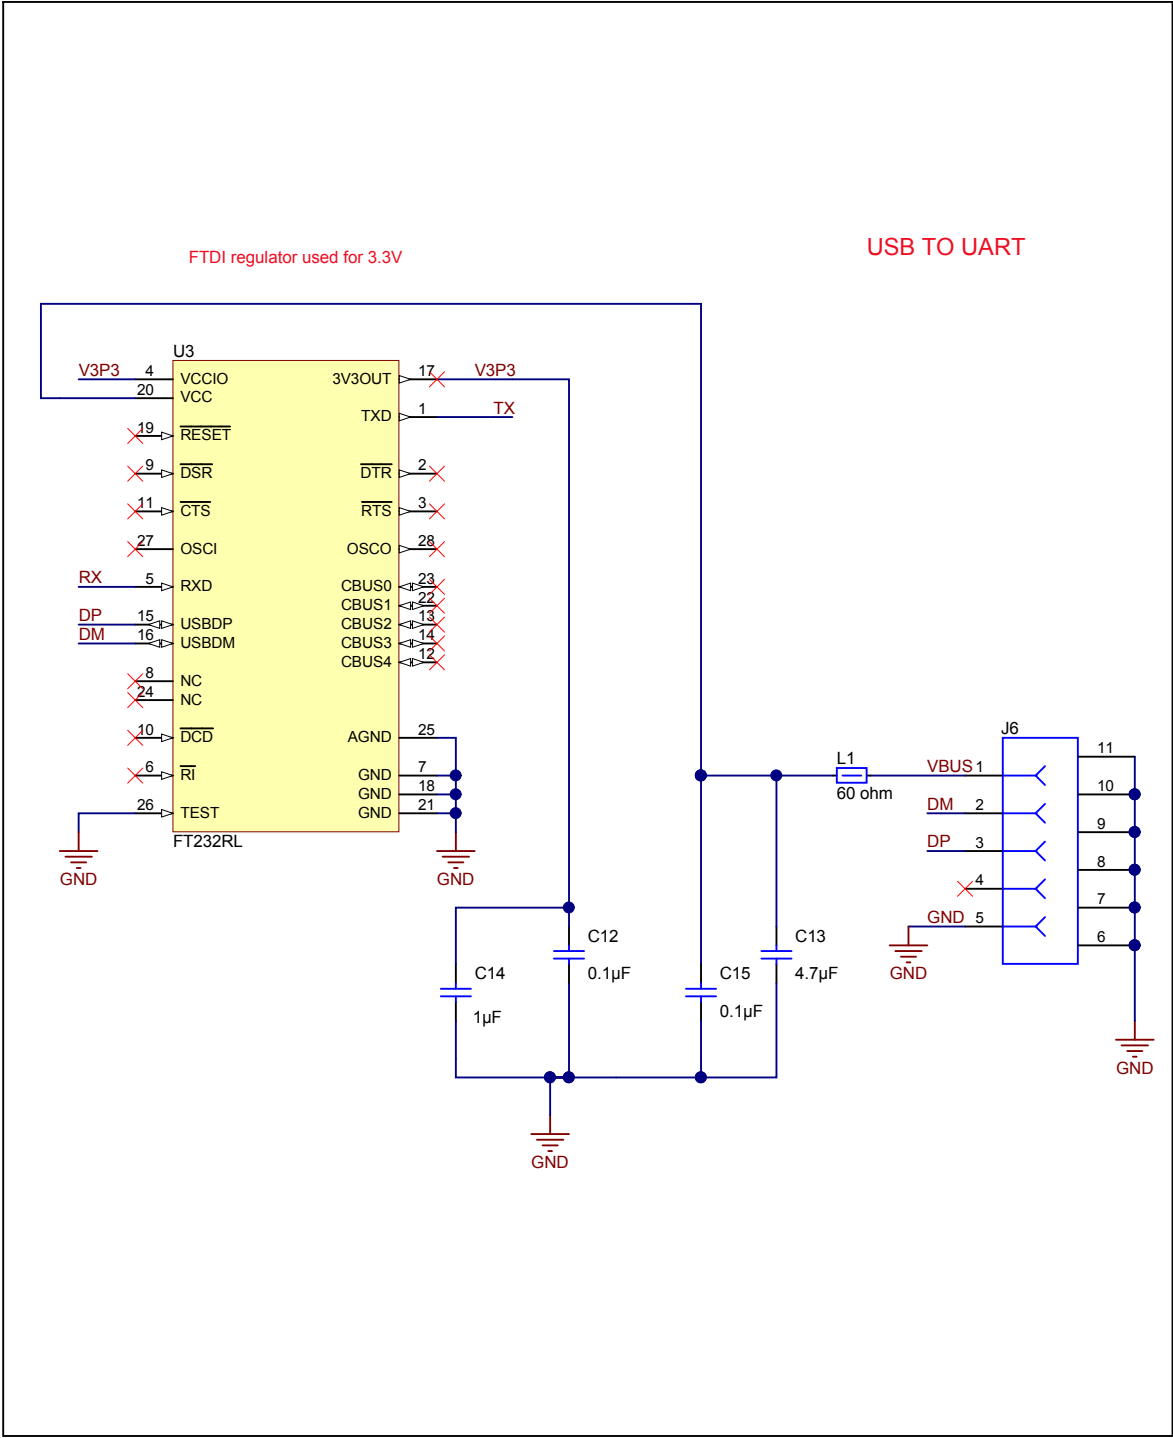 USB TO UART
FTDI regulator used for 3.3V
U3
V3P3 4 VCCIO 3V3OUT 17 V3P3
20 VCC
TXD 1 TX
19 RESET
9 DSR DTR 2
11 CTS RTS 3
27 OSCI OSCO 28
RX 5 RXD CBUS0 23
CBUS1 22
DP 15 USBDP CBUS2 13
DM 16 USBDM CBUS3 14
CBUS4 12
8 NC
24 NC
10 DCD AGND 25
6 RI GND 7
GND 18
26 TEST GND 21
FT232RL
GND
GND
J6
L1
60 ohm
VBUS 1
DM 2
DP 3
4
GND 5
11
10
9
8
7
6
GND
GND
C12
0.1µF
C13
4.7µF
C14
1µF
C15
0.1µF
GND